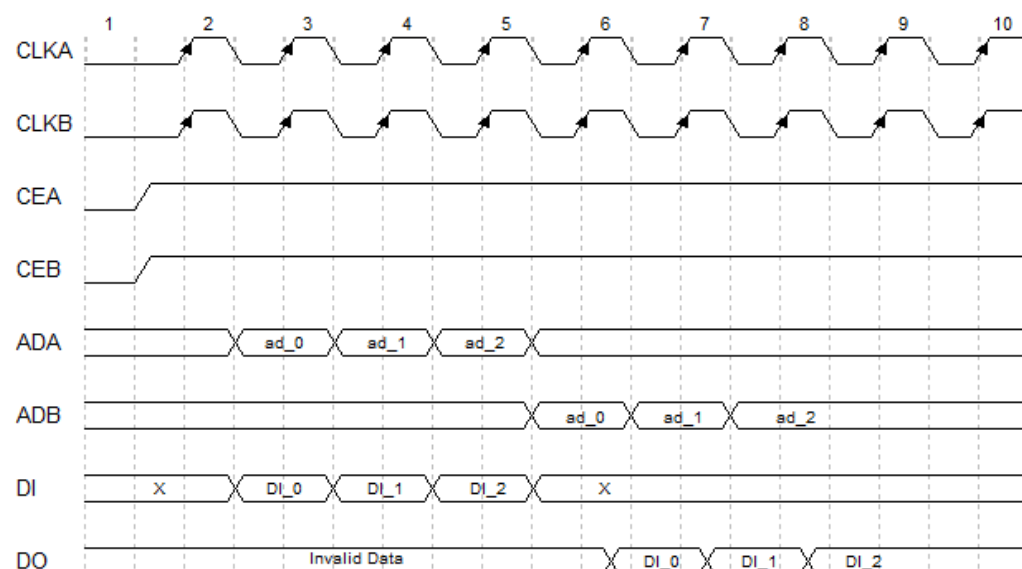 1 2 3 4 5 6 7 8 9 10
CLKA
CLKB
CEA
CEB
ADA ad_0 ad_1 ad_2
ADB ad_0 ad_1 ad_2
DI X DI_0 DI_1 DI_2 X
DO Invalid Data DI_0 DI_1 DI_2